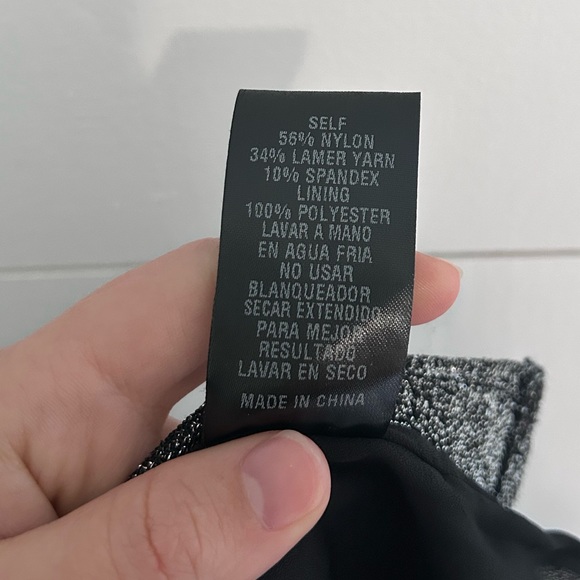 SELF
56% NYLON
34% LAMER YARN
10% SPANDEX
LINING
100% POLYESTER
LAVAR A MANO
EN AGUA FRIA
NO USAR
BLANQUEADOR
SECAR EXTENDIDO
PARA MEJOR
RESULTADO
LAVAR EN SECO
MADE IN CHINA